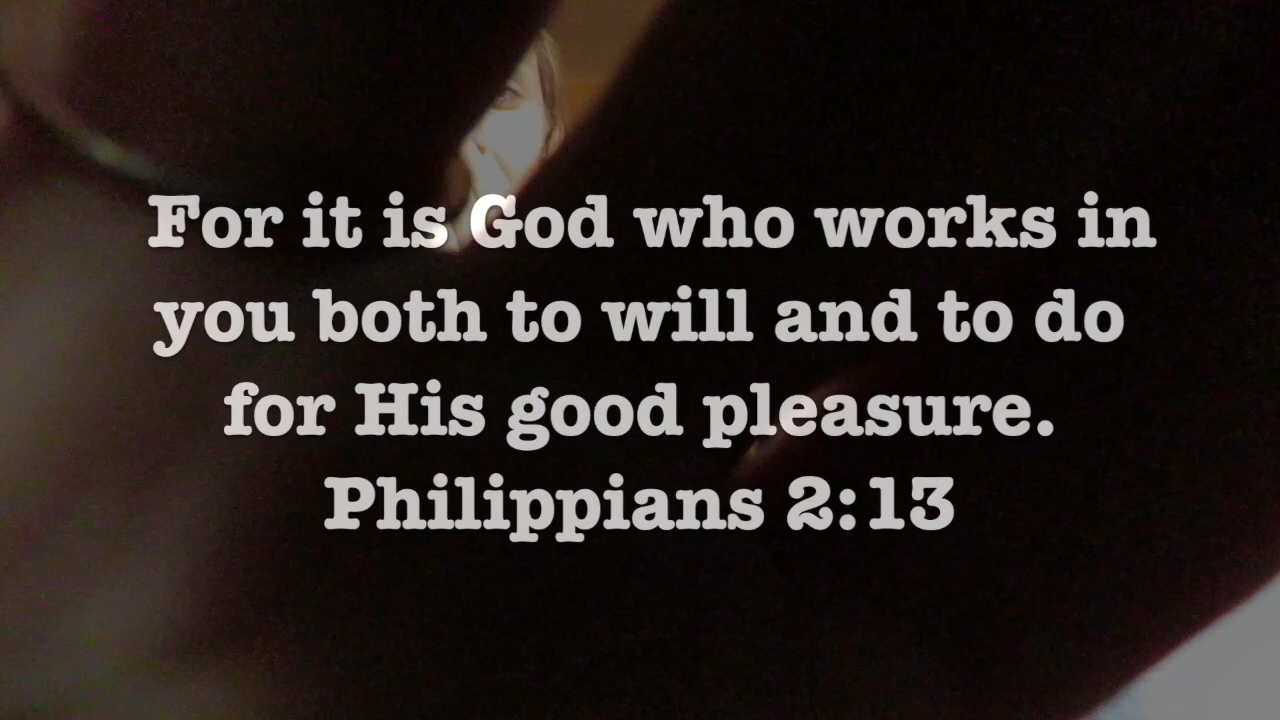 For it is God who works in
you both to will and to do
for His good pleasure.
Philippians 2:13